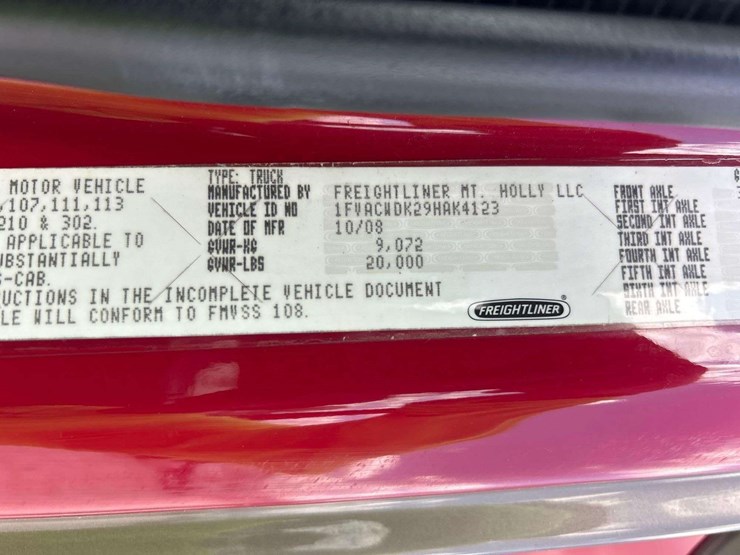 MOTOR VEHICLE
107,111,113
210 & 302.
APPLICABLE TO
UBSTANTIALLY
S-CAB.
UCTIONS IN THE INCOMPLETE VEHICLE DOCUMENT
LE WILL CONFORM TO FMVSS 108.
TYPE: TRUCK
MANUFACTURED BY FREIGHTLINER MT. HOLLY LLC
VEHICLE ID NO 1FVACWDK29HAK4123
DATE OF MFR 10/08
GVWR-KG 9,072
GVWR-LBS 20,000
FREIGHTLINER®
FRONT AXLE
FIRST INT AXLE
SECOND INT AXLE
THIRD INT AXLE
FOURTH INT AXLE
FIFTH INT AXLE
SIXTH INT AXLE
REAR AXLE